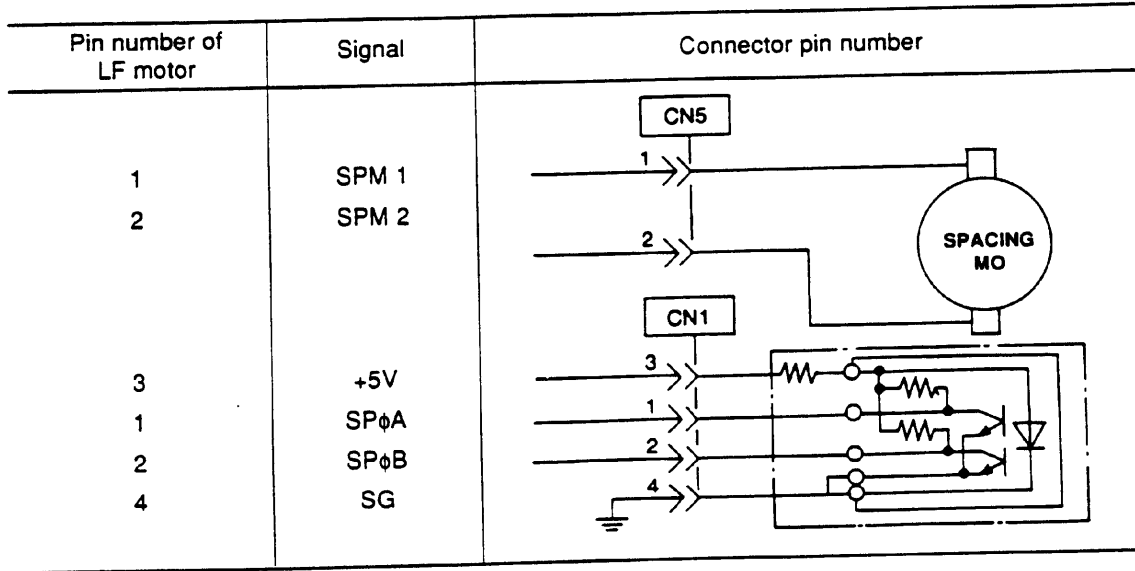 Pin number of
LF motor
Signal
Connector pin number
CN5
1 SPM 1 1
2 SPM 2 2
SPACING
MO
CN1
3 +5V 3
1 SPϕA 1
2 SPϕB 2
4 SG 4